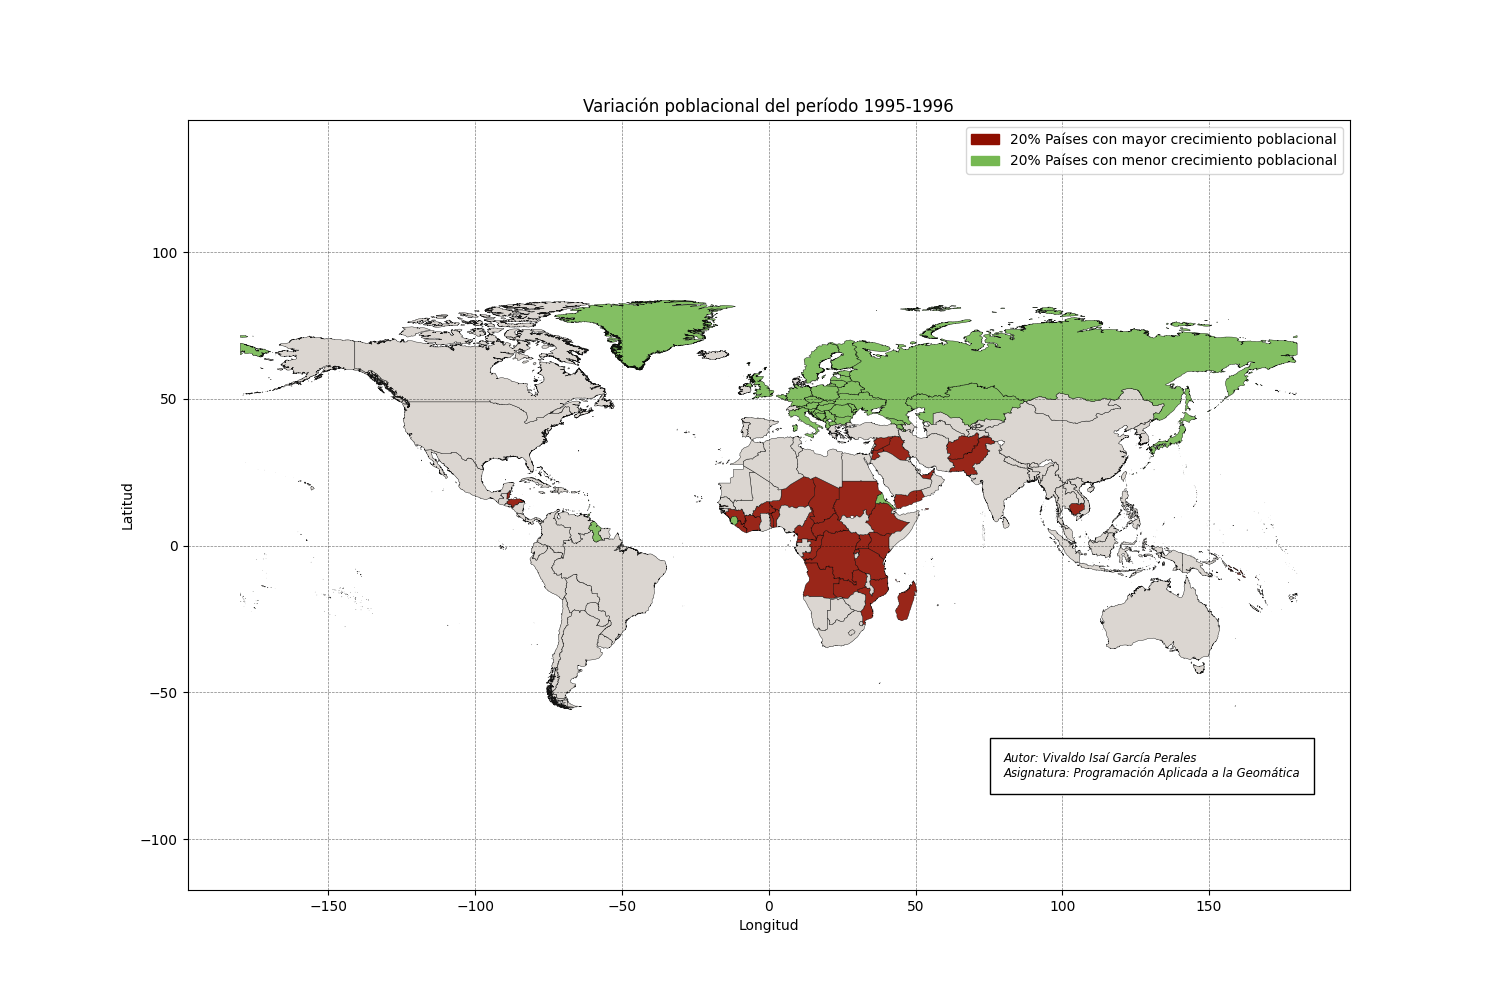 Variación poblacional del período 1995-1996
20% Países con mayor crecimiento poblacional
20% Países con menor crecimiento poblacional
100
50
0
−50
−100
Latitud
Autor: Vivaldo Isaí García Perales
Asignatura: Programación Aplicada a la Geomática
−150
−100
−50
0
50
100
150
Longitud